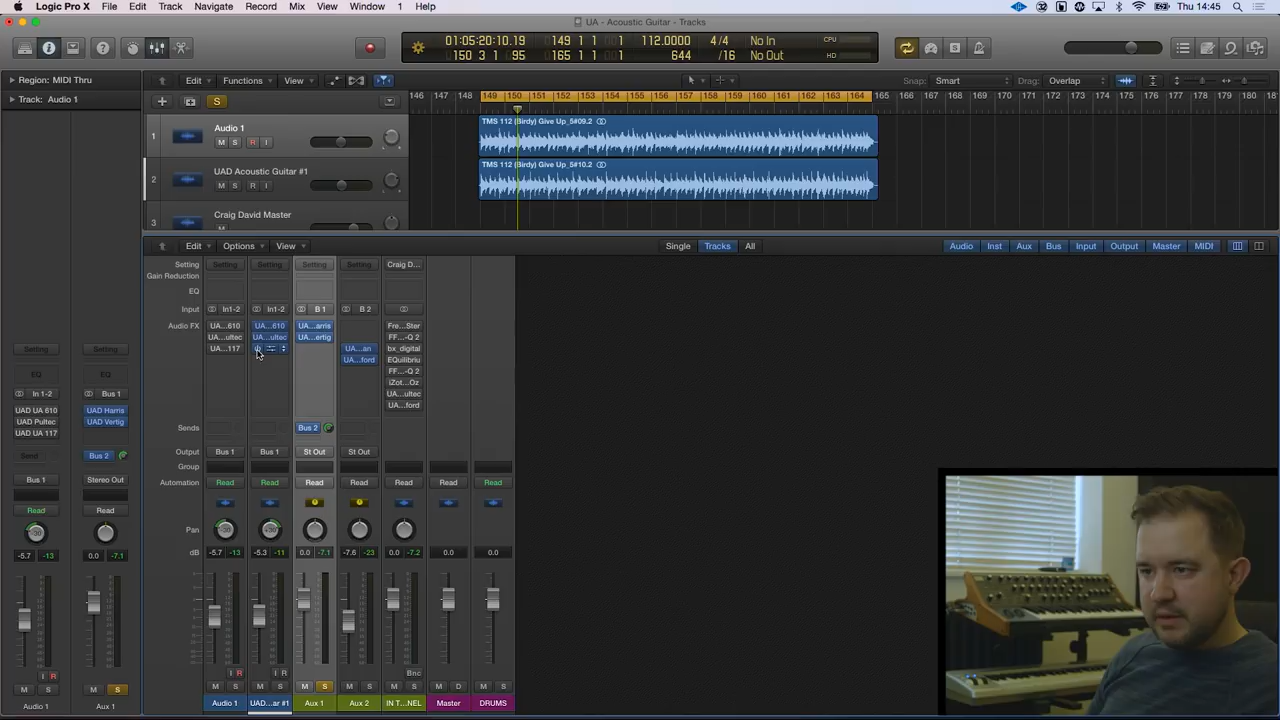 Logic Pro X File Edit Track Navigate Record Mix View Window 1 Help Thu 14:45
UA - Acoustic Guitar - Tracks
01:05:20:10.19 149 1 1 1 112.0000 4/4 No In CPU
150 3 1 95 165 1 1 1 644 /16 No Out HD
Region: MIDI Thru Edit Functions View Snap: Smart Drag: Overlap
Track: Audio 1 S 146 147 148 149 150 151 152 153 154 155 156 157 158 159 160 161 162 163 164 165 166 167 168 169 170 171 172 173 174 175 176 177 178 179 180 18
1 Audio 1 TMS 112 (Birdy) Give Up_5#09.2
M S R I
2 UAD Acoustic Guitar #1 TMS 112 (Birdy) Give Up_5#10.2
M S R I
3 Craig David Master
Edit Options View Single Tracks All Audio Inst Aux Bus Input Output Master MIDI
Setting Setting Setting Setting Setting Craig D...
Gain Reduction
EQ
Input In1-2 In1-2 B 1 B 2
Audio FX UA...610 UA...610 UA...arris Fre...Ster
UA...ultec UA...ultec UA...ertig FF...-Q 2
UA...117 UA...an bx_digital
UA...ford EQuilibriu
FF...-Q 2
iZot...Oz
UA...ultec
UA...ford
Sends Bus 2
Output Bus 1 Bus 1 St Out St Out
Group
Automation Read Read Read Read Read Read Read
Pan -30 +30
dB -5.7 -13 -5.3 -11 0.0 -7.1 -7.6 -23 0.0 -7.2 0.0 0.0
I R I R Bnc
M S M S M S M S M S M D M S
Audio 1 UAD...ar #1 Aux 1 Aux 2 IN T...NEL Master DRUMS
Setting Setting
EQ EQ
In 1-2 Bus 1
UAD UA 610 UAD Harris
UAD Pultec UAD Vertig
UAD UA 117
Send Bus 2
Bus 1 Stereo Out
Read Read
-30
-5.7 -13 0.0 -7.1
I R
M S M S
Audio 1 Aux 1